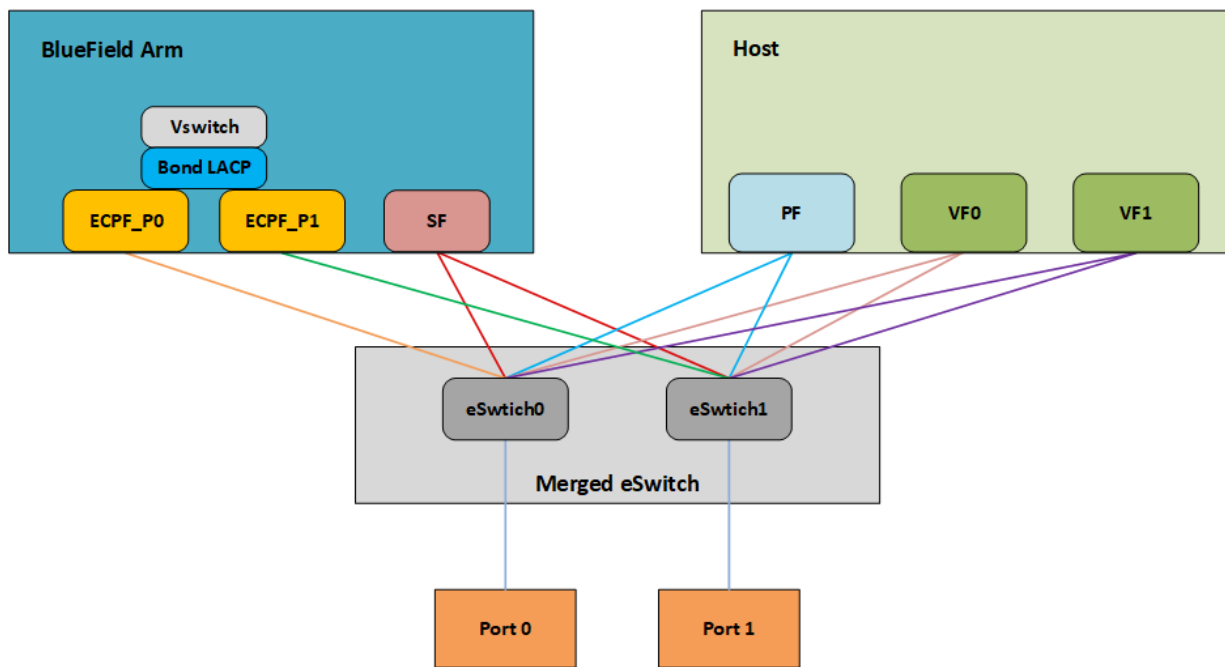 BlueField Arm
Host
Vswitch
Bond LACP
ECPF_P0
ECPF_P1
SF
PF
VF0
VF1
eSwtich0
eSwtich1
Merged eSwitch
Port 0
Port 1